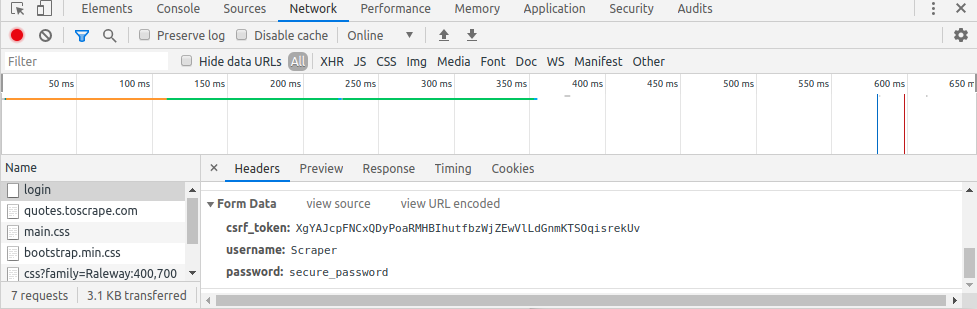 Elements Console Sources Network Performance Memory Application Security Audits
Preserve log Disable cache Online
Filter Hide data URLs All XHR JS CSS Img Media Font Doc WS Manifest Other
50 ms 100 ms 150 ms 200 ms 250 ms 300 ms 350 ms 400 ms 450 ms 500 ms 550 ms 600 ms 650 m
Name Headers Preview Response Timing Cookies
login
Form Data view source view URL encoded
quotes.toscrape.com
csrf_token: XgYAJcpFNCxQDyPoaRMHBIhutfbzWjZEwVlLdGnmKTSOqisrekUv
main.css
username: Scraper
bootstrap.min.css
password: secure_password
css?family=Raleway:400,700
7 requests 3.1 KB transferred